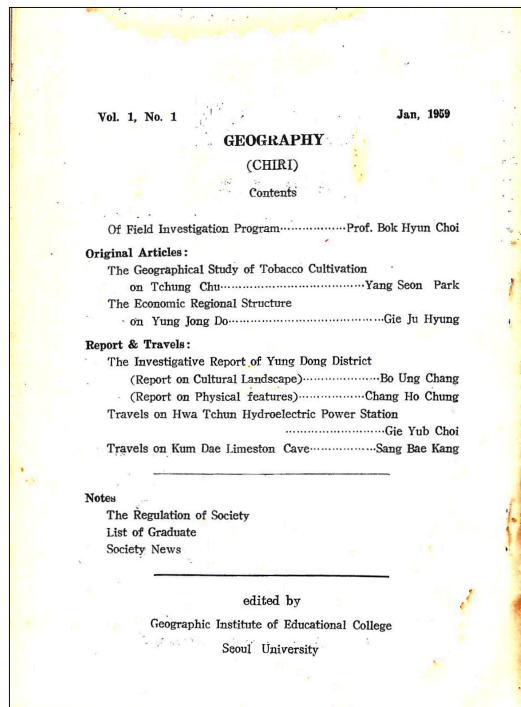 Vol. 1, No. 1
Jan, 1959
GEOGRAPHY
(CHIRI)
Contents
Of Field Investigation Program··················Prof. Bok Hyun Choi
Original Articles:
The Geographical Study of Tobacco Cultivation
on Tchung Chu·······································Yang Seon Park
The Economic Regional Structure
on Yung Jong Do··········································Gie Ju Hyung
Report & Travels:
The Investigative Report of Yung Dong District
(Report on Cultural Landscape)·····················Bo Ung Chang
(Report on Physical features)··················Chang Ho Chung
Travels on Hwa Tchun Hydroelectric Power Station
···························Gie Yub Choi
Travels on Kum Dae Limeston Cave··················Sang Bae Kang
Notes
The Regulation of Society
List of Graduate
Society News
edited by
Geographic Institute of Educational College
Seoul University